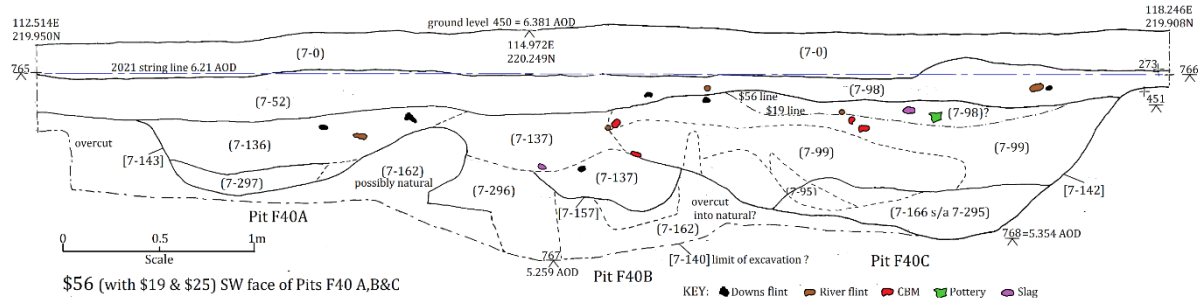 112.514E
219.950N
ground level 450 = 6.381 AOD
118.246E
219.908N
(7-0)
114.972E
220.249N
(7-0)
765
2021 string line 6.21 AOD
273
766
(7-52)
(7-98)
$56 line
451
$19 line
(7-98)?
overcut
(7-136)
(7-137)
(7-99)
(7-99)
[7-143]
(7-162)
possibly natural
(7-297)
(7-296)
(7-137)
(7-95)
[7-142]
[7-157]
overcut
into natural?
(7-166 s/a 7-295)
Pit F40A
(7-162)
768=5.354 AOD
0 0.5 1m
Scale
767
5.259 AOD
Pit F40B
[7-140] limit of excavation ?
Pit F40C
$56 (with $19 & $25) SW face of Pits F40 A,B&C
KEY: Downs flint River flint CBM Pottery Slag